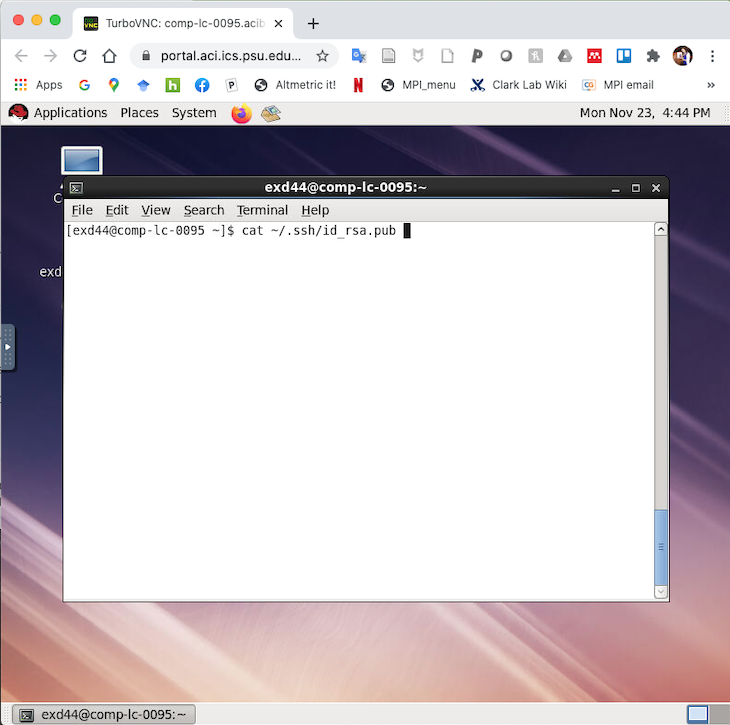 TurboVNC: comp-lc-0095.acib
portal.aci.ics.psu.edu...
Apps Altmetric it! MPI_menu Clark Lab Wiki MPI email »
Applications Places System Mon Nov 23, 4:44 PM
exd44@comp-lc-0095:~
C
File Edit View Search Terminal Help
[exd44@comp-lc-0095 ~]$ cat ~/.ssh/id_rsa.pub
exd
exd44@comp-lc-0095:~